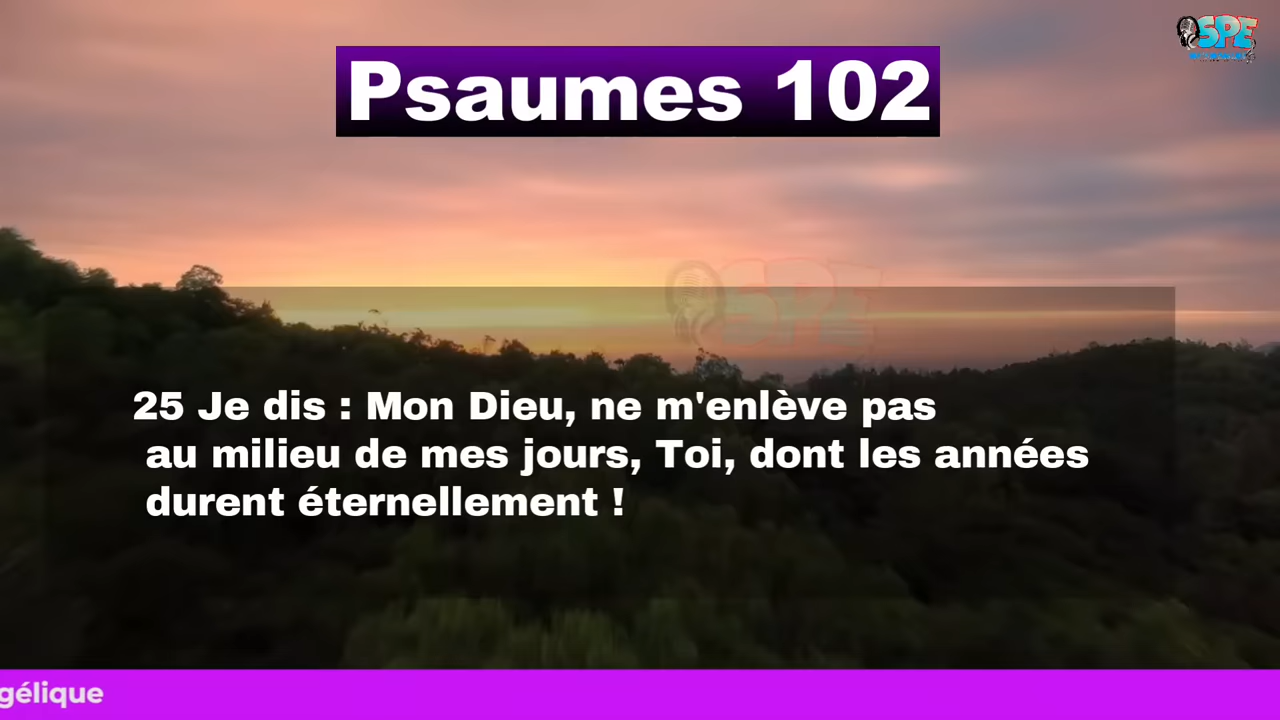 SPE
Psaumes 102
SPE
25 Je dis : Mon Dieu, ne m'enlève pas
au milieu de mes jours, Toi, dont les années
durent éternellement !
gélique